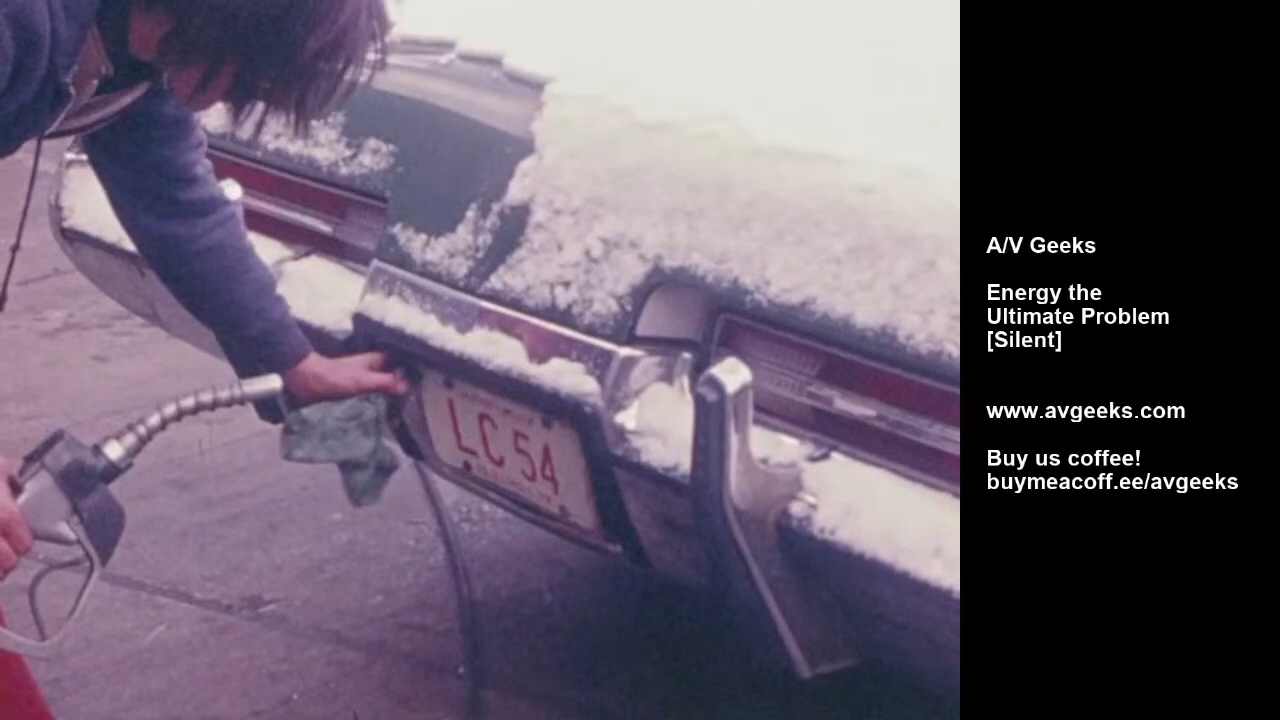 LC 54
A/V Geeks
Energy the
Ultimate Problem
[Silent]
www.avgeeks.com
Buy us coffee!
buymeacoff.ee/avgeeks